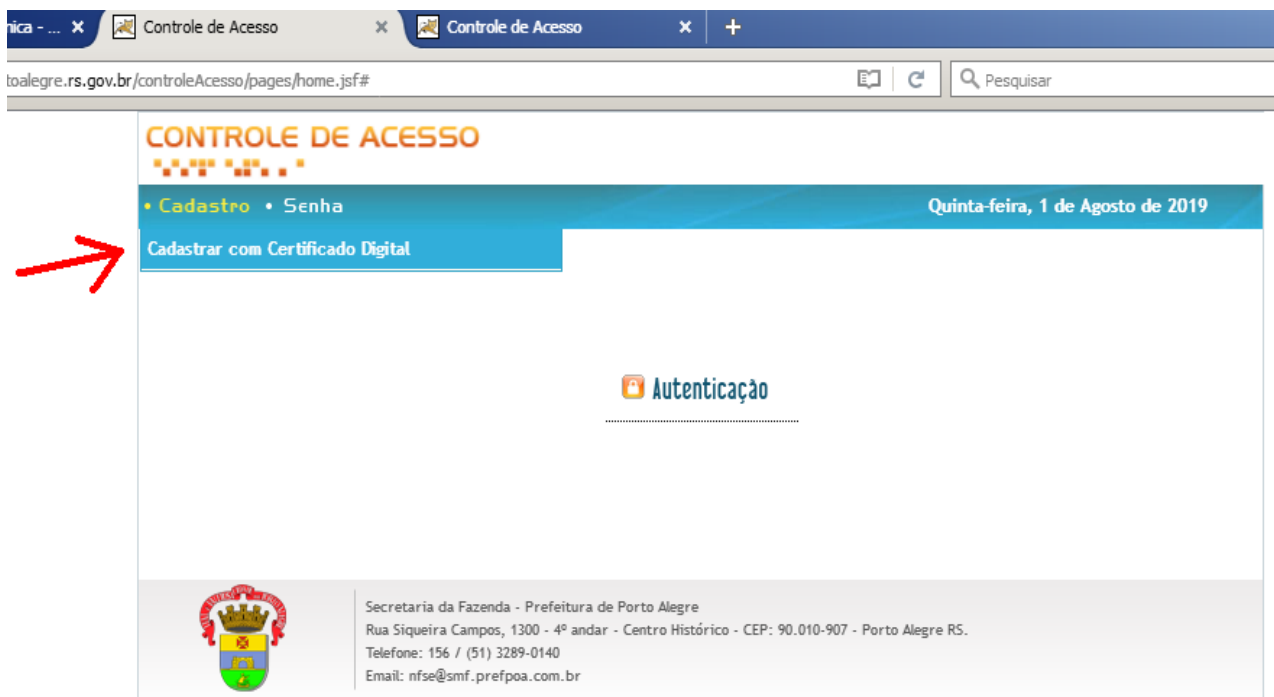 nica - ...
Controle de Acesso
Controle de Acesso
toalegre.rs.gov.br/controleAcesso/pages/home.jsf#
Pesquisar
CONTROLE DE ACESSO
• Cadastro • Senha
Quinta-feira, 1 de Agosto de 2019
Cadastrar com Certificado Digital
Autenticação
Secretaria da Fazenda - Prefeitura de Porto Alegre
Rua Siqueira Campos, 1300 - 4º andar - Centro Histórico - CEP: 90.010-907 - Porto Alegre RS.
Telefone: 156 / (51) 3289-0140
Email: nfse@smf.prefpoa.com.br